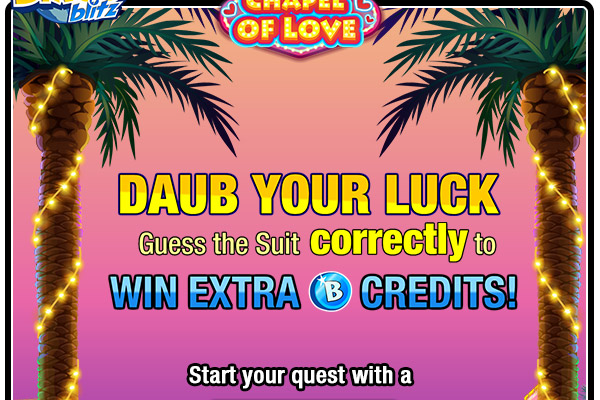 blitz
CHAPEL
OF LOVE
DAUB YOUR LUCK
Guess the Suit correctly to
WIN EXTRA B CREDITS!
Start your quest with a